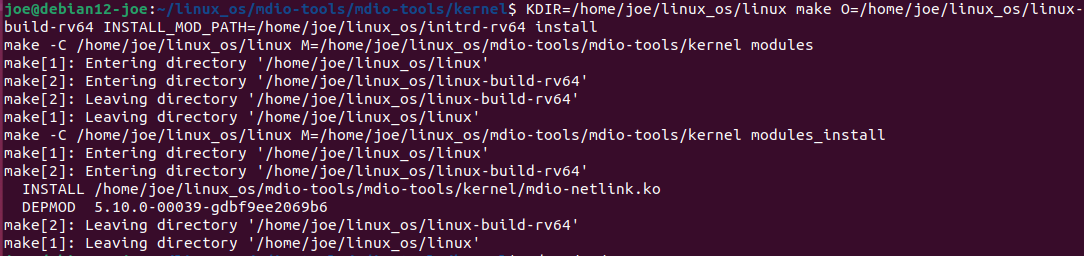 joe@debian12-joe:~/linux_os/mdio-tools/mdio-tools/kernel$ KDIR=/home/joe/linux_os/linux make O=/home/joe/linux_os/linux-
build-rv64 INSTALL_MOD_PATH=/home/joe/linux_os/initrd-rv64 install
make -C /home/joe/linux_os/linux M=/home/joe/linux_os/mdio-tools/mdio-tools/kernel modules
make[1]: Entering directory '/home/joe/linux_os/linux'
make[2]: Entering directory '/home/joe/linux_os/linux-build-rv64'
make[2]: Leaving directory '/home/joe/linux_os/linux-build-rv64'
make[1]: Leaving directory '/home/joe/linux_os/linux'
make -C /home/joe/linux_os/linux M=/home/joe/linux_os/mdio-tools/mdio-tools/kernel modules_install
make[1]: Entering directory '/home/joe/linux_os/linux'
make[2]: Entering directory '/home/joe/linux_os/linux-build-rv64'
  INSTALL /home/joe/linux_os/mdio-tools/mdio-tools/kernel/mdio-netlink.ko
  DEPMOD  5.10.0-00039-gdbf9ee2069b6
make[2]: Leaving directory '/home/joe/linux_os/linux-build-rv64'
make[1]: Leaving directory '/home/joe/linux_os/linux'